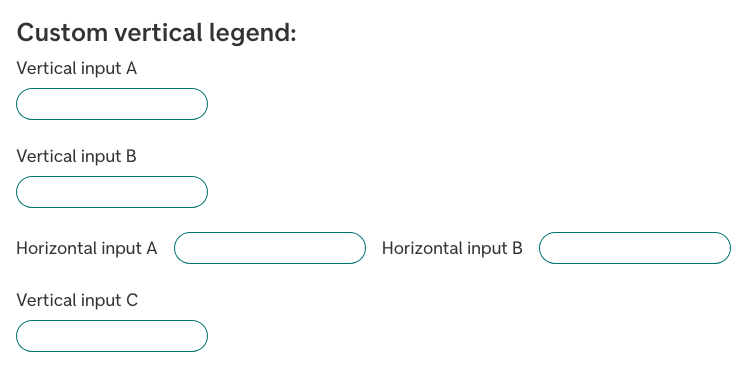 Custom vertical legend:
Vertical input A
Vertical input B
Horizontal input A Horizontal input B
Vertical input C